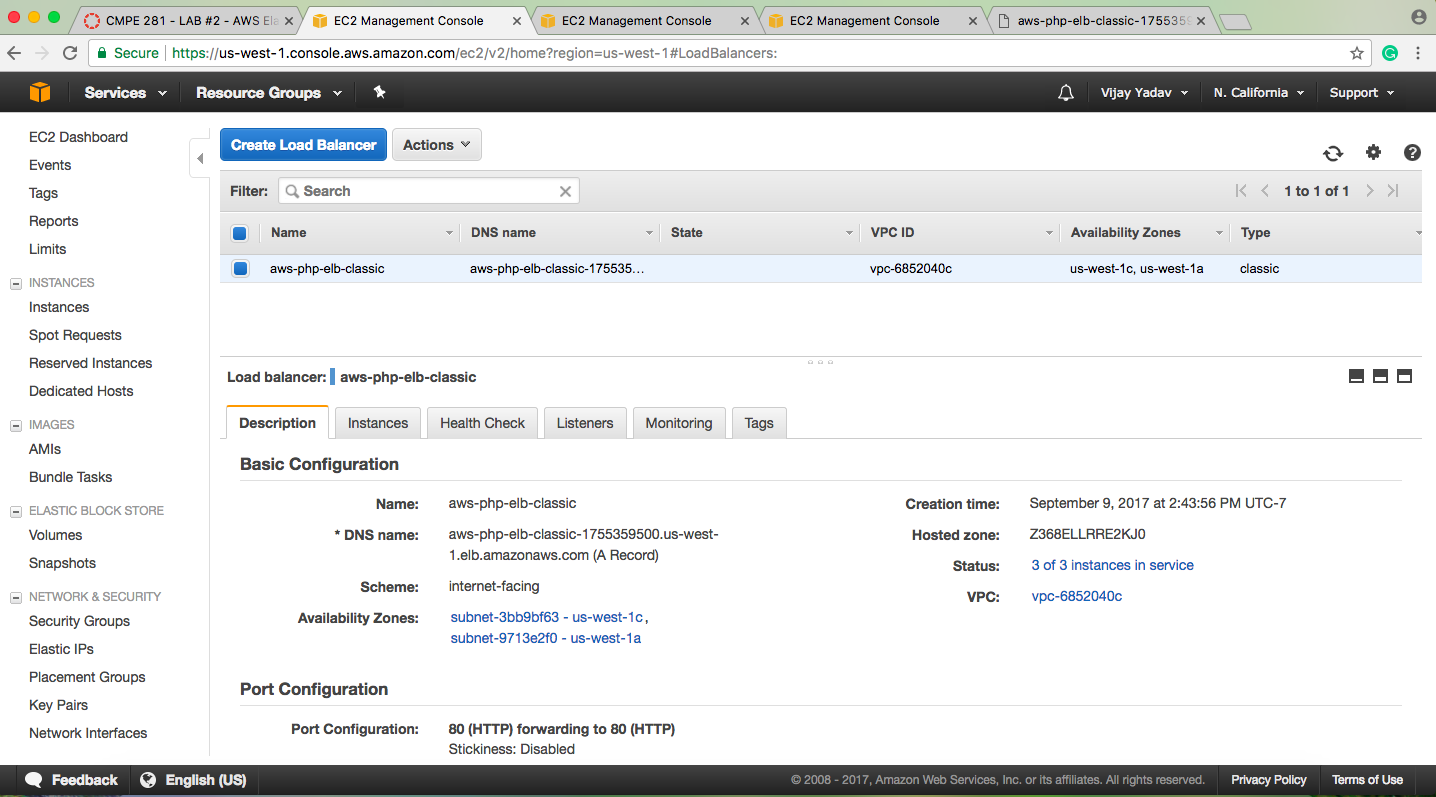 CMPE 281 - LAB #2 - AWS Ela
EC2 Management Console
EC2 Management Console
EC2 Management Console
aws-php-elb-classic-1755359
Secure https://us-west-1.console.aws.amazon.com/ec2/v2/home?region=us-west-1#LoadBalancers:
Services Resource Groups Vijay Yadav N. California Support
EC2 Dashboard
Events
Tags
Reports
Limits
INSTANCES
Instances
Spot Requests
Reserved Instances
Dedicated Hosts
IMAGES
AMIs
Bundle Tasks
ELASTIC BLOCK STORE
Volumes
Snapshots
NETWORK & SECURITY
Security Groups
Elastic IPs
Placement Groups
Key Pairs
Network Interfaces
Create Load Balancer Actions
Filter: Search 1 to 1 of 1
Name DNS name State VPC ID Availability Zones Type
aws-php-elb-classic aws-php-elb-classic-175535... vpc-6852040c us-west-1c, us-west-1a classic
Load balancer: aws-php-elb-classic
Description Instances Health Check Listeners Monitoring Tags
Basic Configuration
Name: aws-php-elb-classic
* DNS name: aws-php-elb-classic-1755359500.us-west-
1.elb.amazonaws.com (A Record)
Scheme: internet-facing
Availability Zones: subnet-3bb9bf63 - us-west-1c,
subnet-9713e2f0 - us-west-1a
Creation time: September 9, 2017 at 2:43:56 PM UTC-7
Hosted zone: Z368ELLRRE2KJ0
Status: 3 of 3 instances in service
VPC: vpc-6852040c
Port Configuration
Port Configuration: 80 (HTTP) forwarding to 80 (HTTP)
Stickiness: Disabled
Feedback English (US) © 2008 - 2017, Amazon Web Services, Inc. or its affiliates. All rights reserved. Privacy Policy Terms of Use